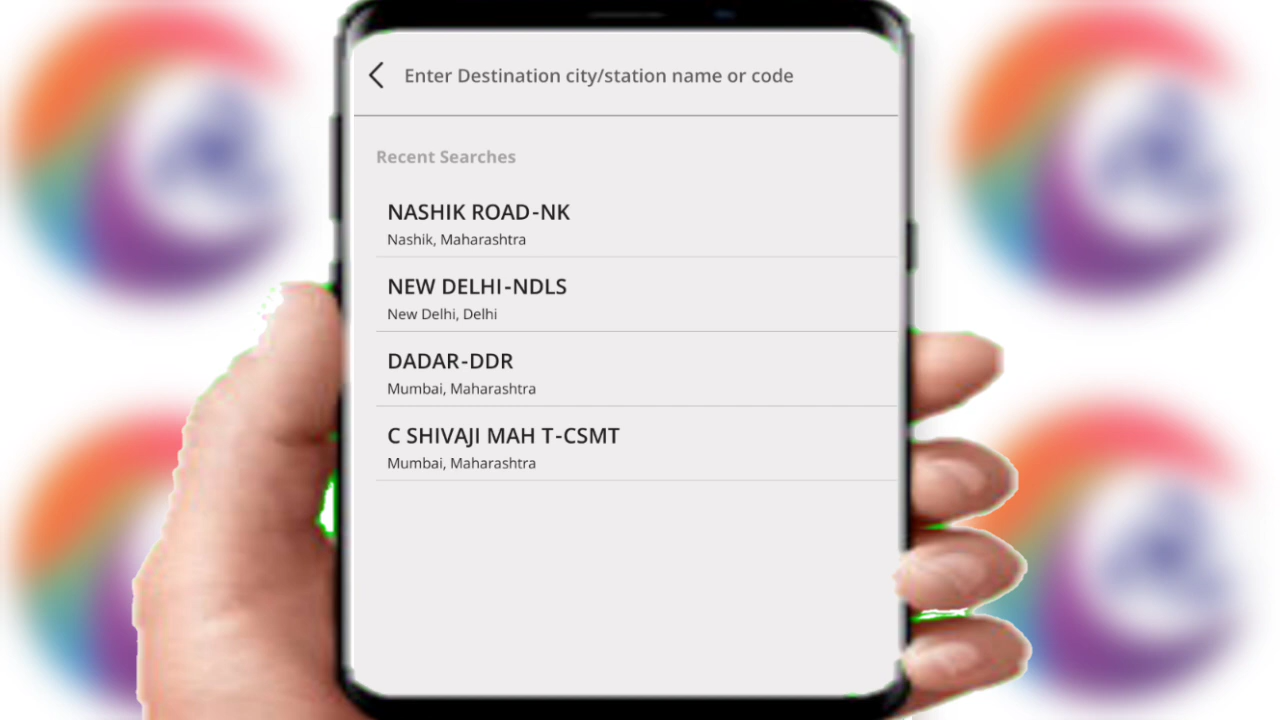 Enter Destination city/station name or code
Recent Searches
NASHIK ROAD-NK
Nashik, Maharashtra
NEW DELHI-NDLS
New Delhi, Delhi
DADAR-DDR
Mumbai, Maharashtra
C SHIVAJI MAH T-CSMT
Mumbai, Maharashtra